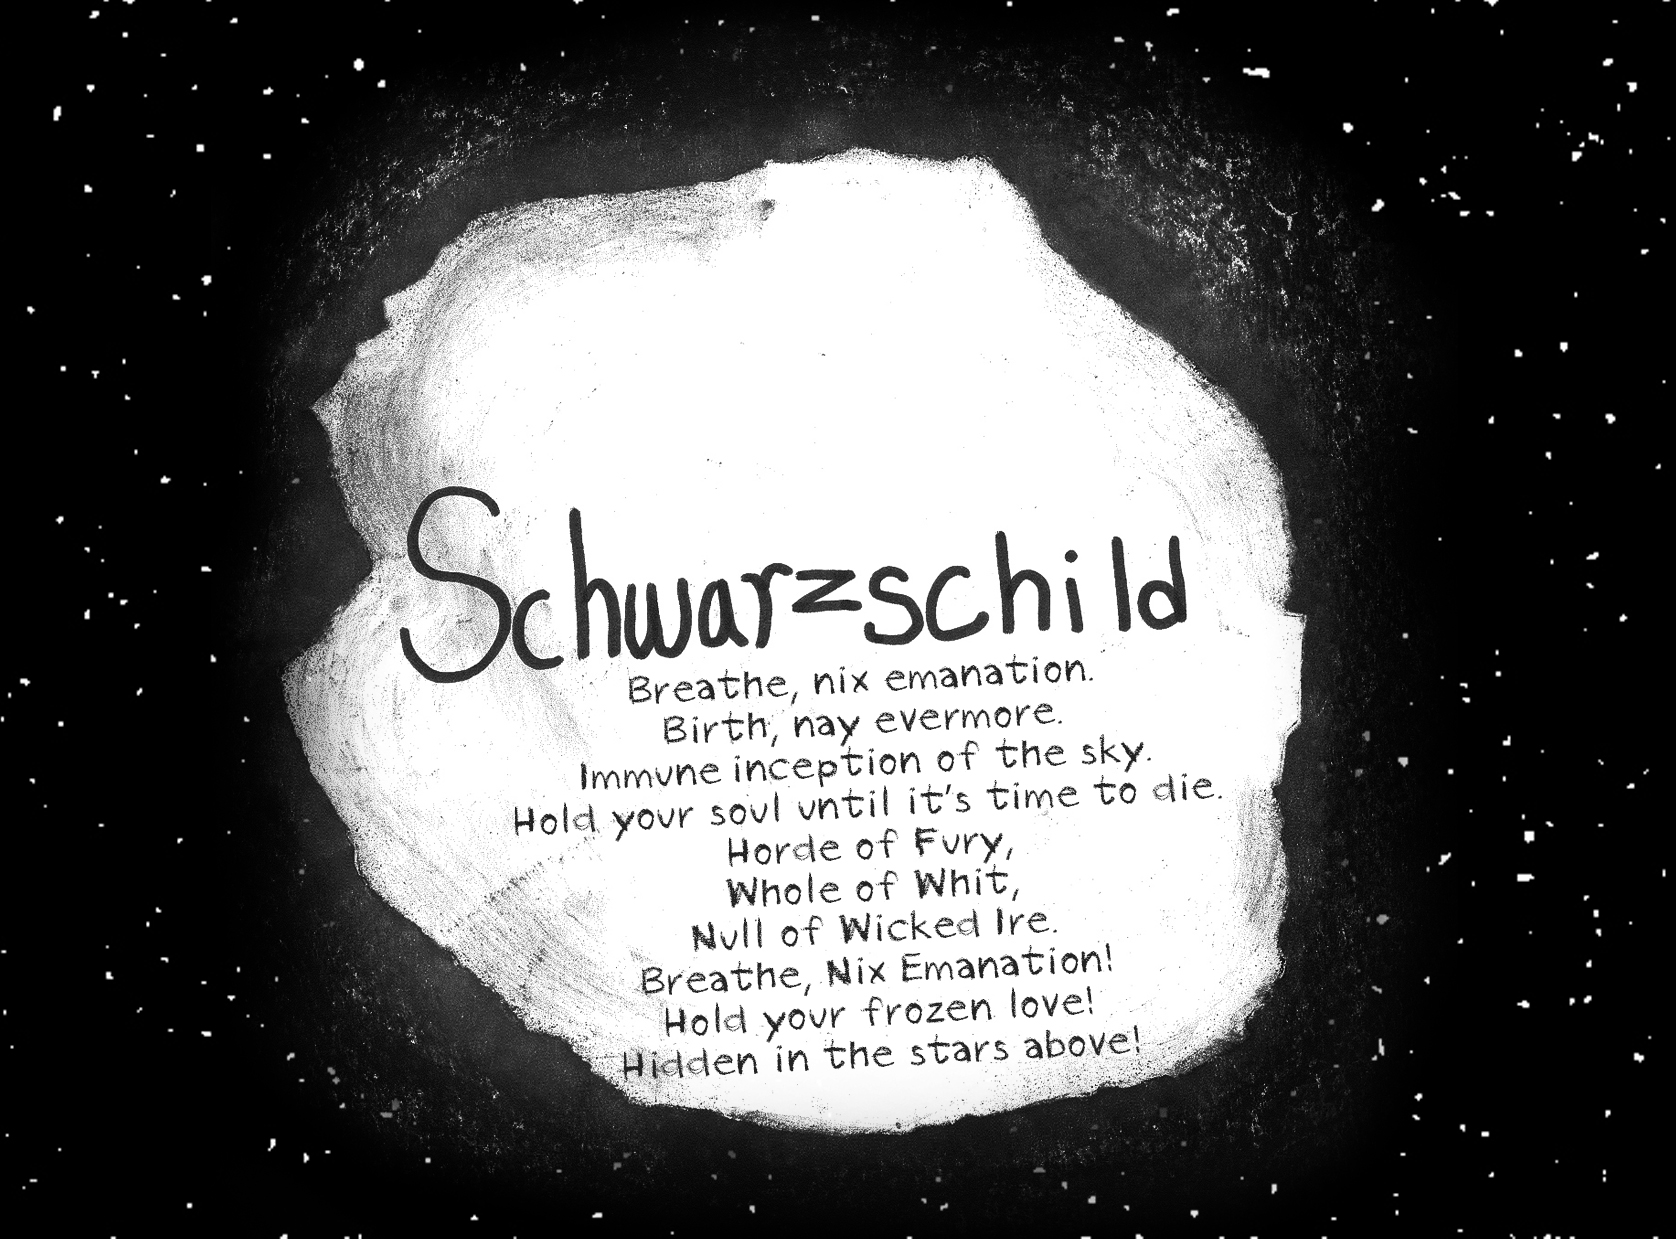 Schwarzschild
Breathe, nix emanation.
Birth, nay evermore.
Immune inception of the sky.
Hold your soul until it's time to die.
Horde of Fury,
Whole of Whit,
Null of Wicked Ire.
Breathe, Nix Emanation!
Hold your frozen love!
Hidden in the stars above!